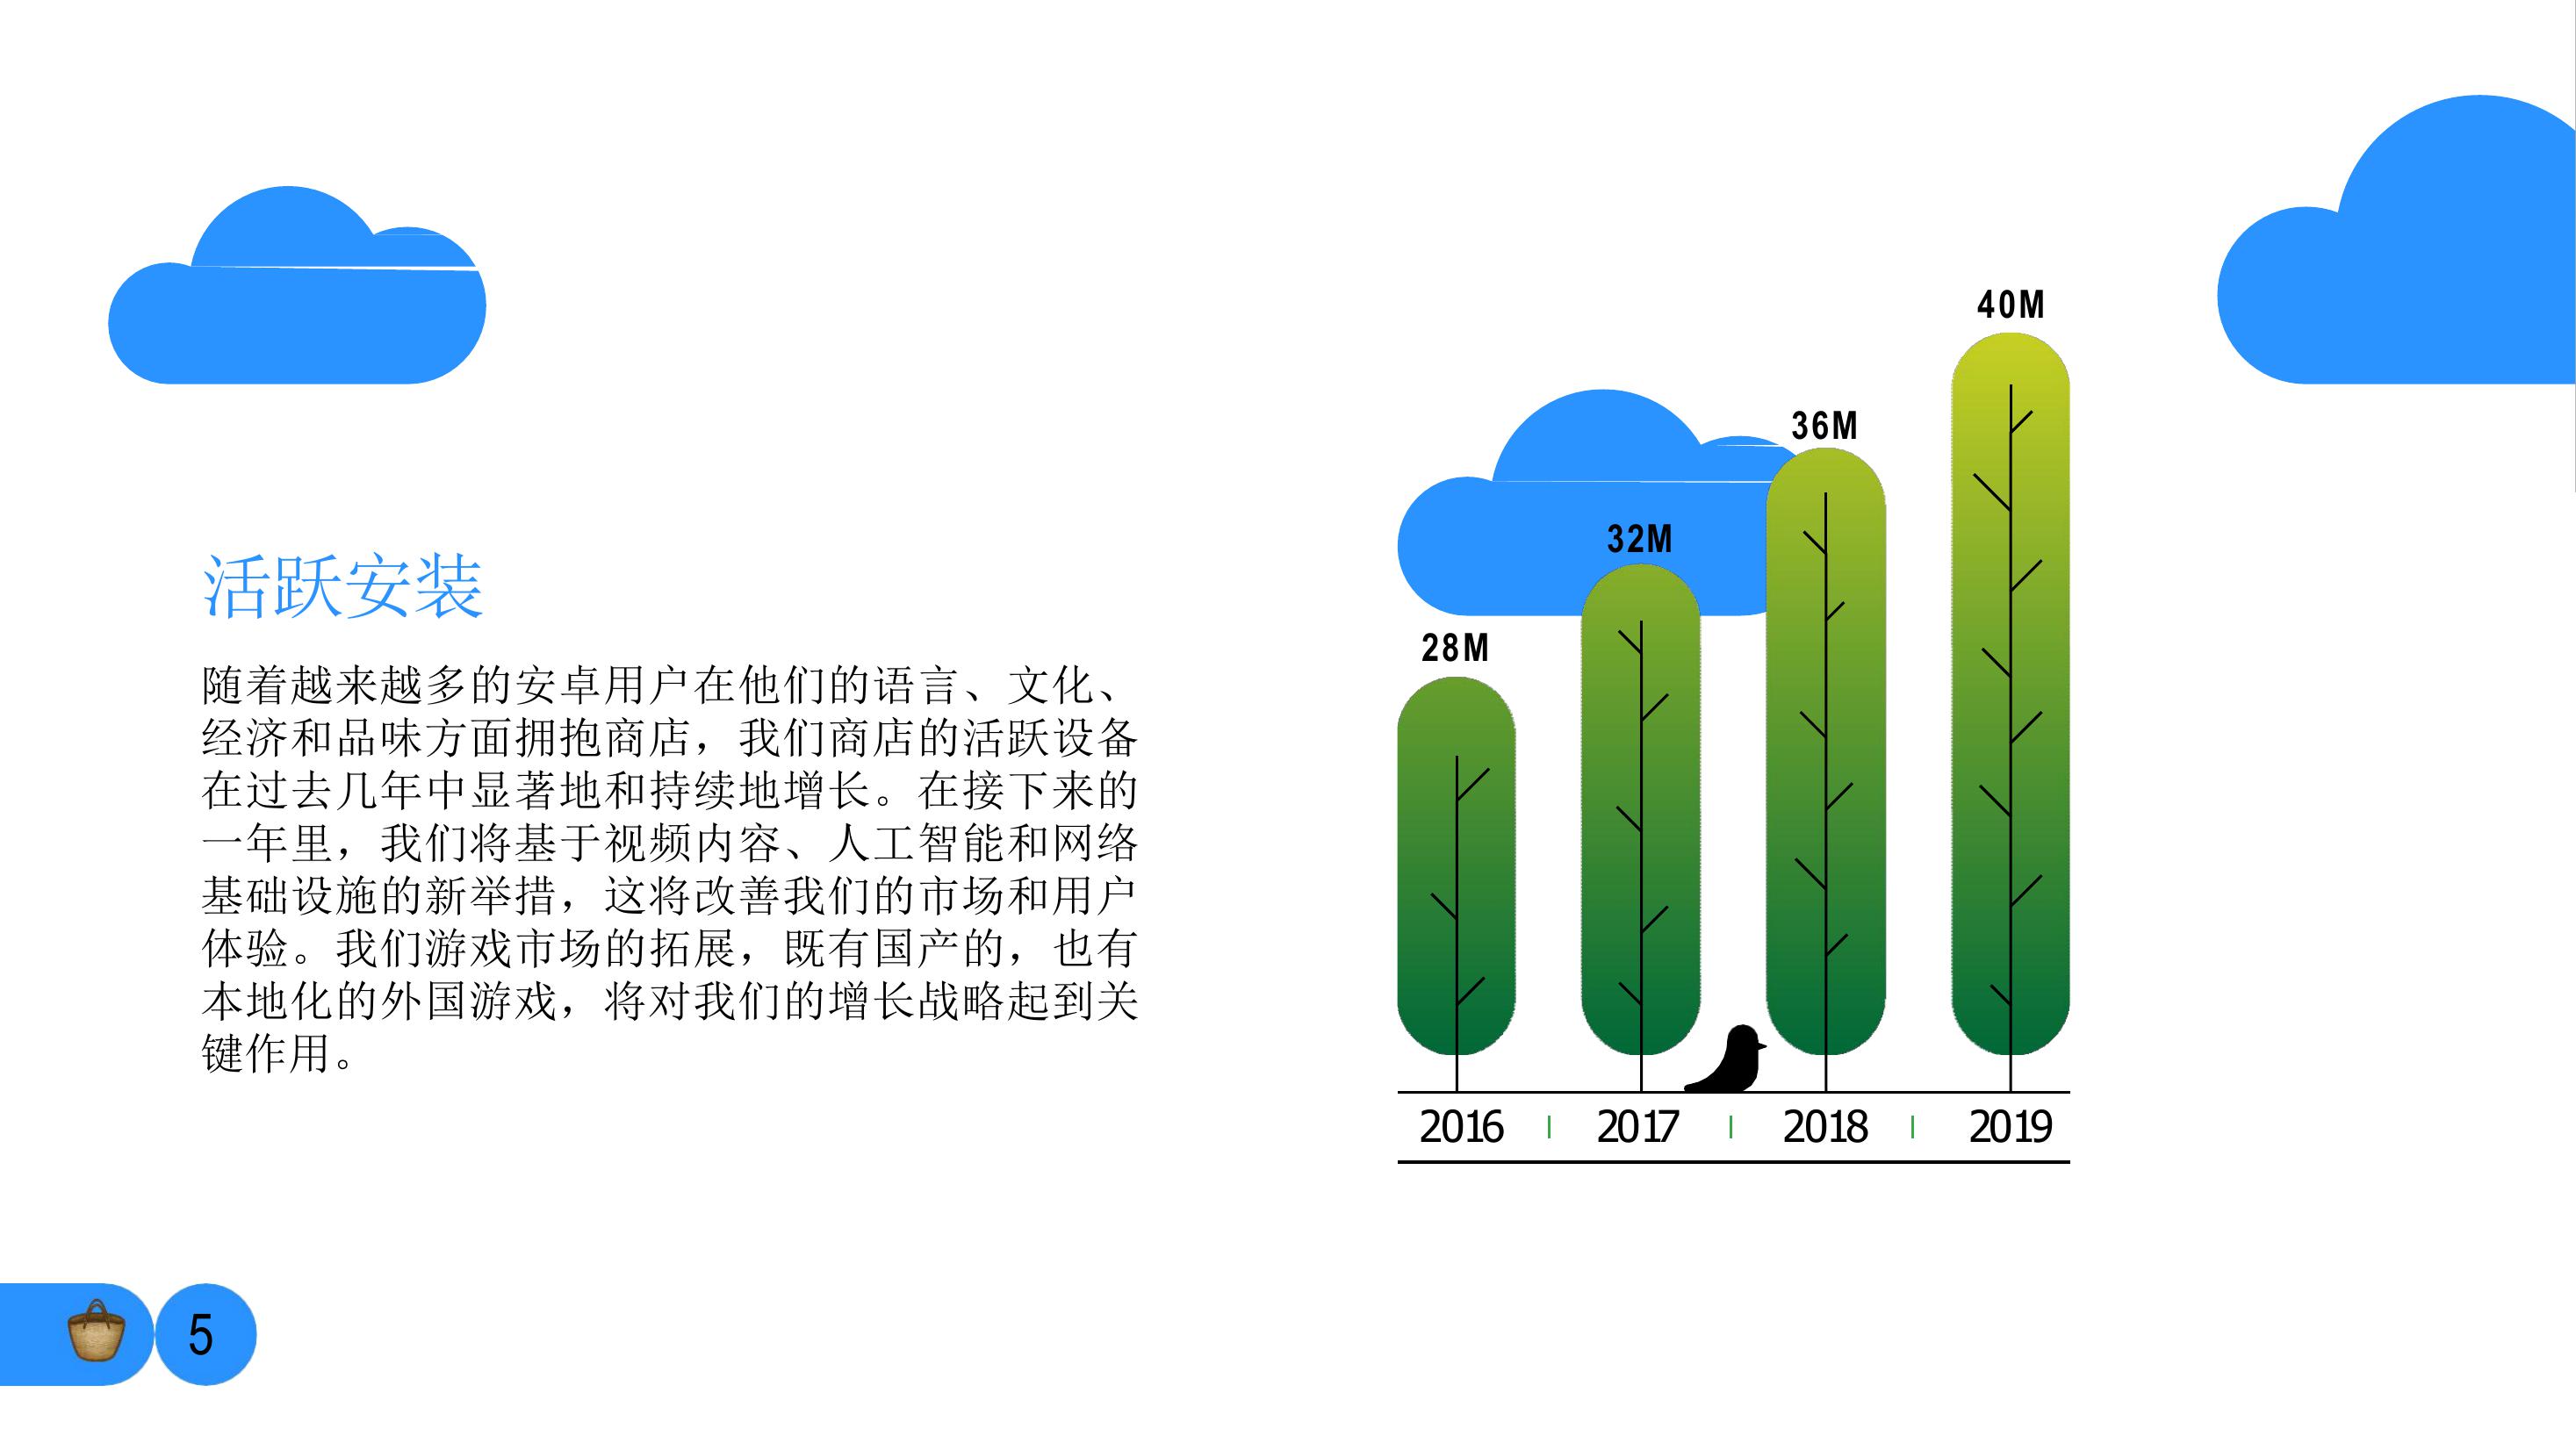 活跃安装
随着越来越多的安卓用户在他们的语言、文化、
经济和品味方面拥抱商店，我们商店的活跃设备
在过去几年中显著地和持续地增长。在接下来的
一年里，我们将基于视频内容、人工智能和网络
基础设施的新举措，这将改善我们的市场和用户
体验。我们游戏市场的拓展，既有国产的，也有
本地化的外国游戏，将对我们的增长战略起到关
键作用。
28M
32M
36M
40M
2016
2017
2018
2019
5